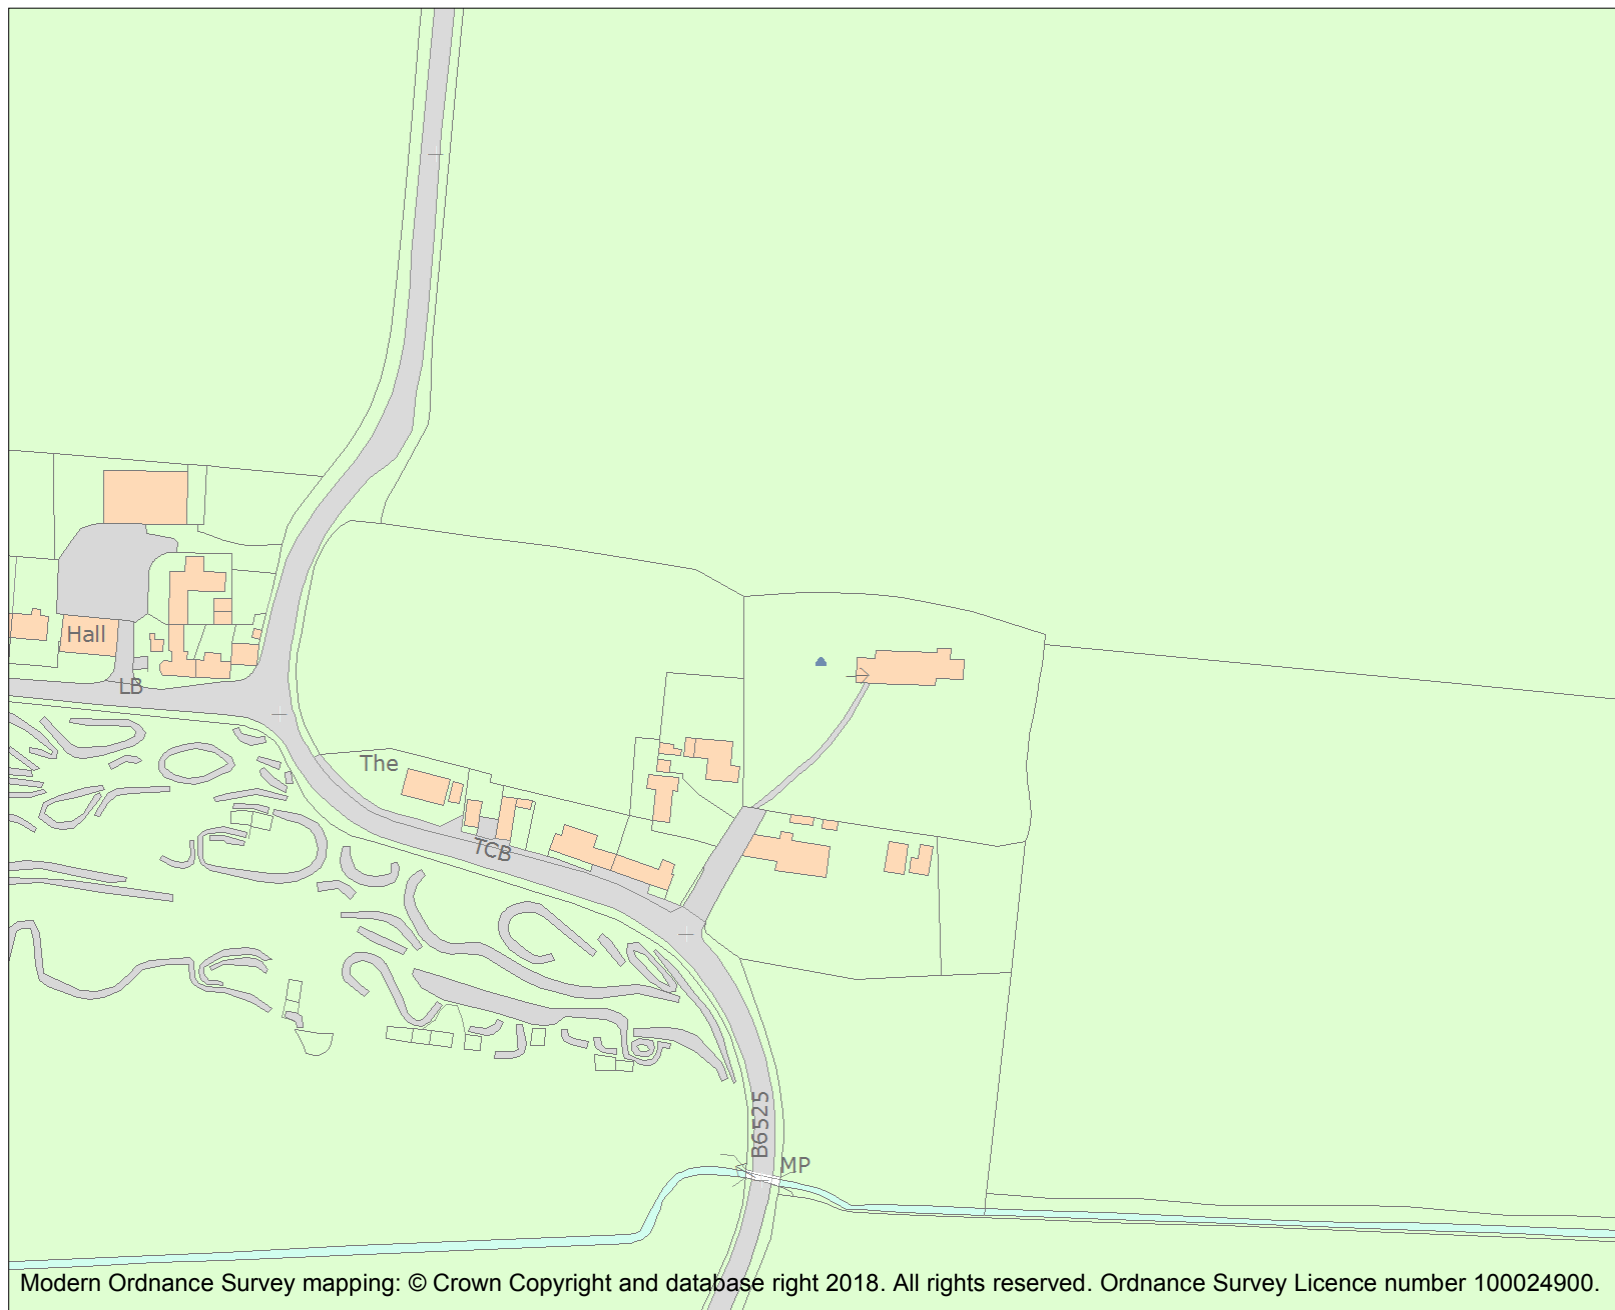 Hall
LB
The
TCB
B6525
MP
Modern Ordnance Survey mapping: © Crown Copyright and database right 2018. All rights reserved. Ordnance Survey Licence number 100024900.